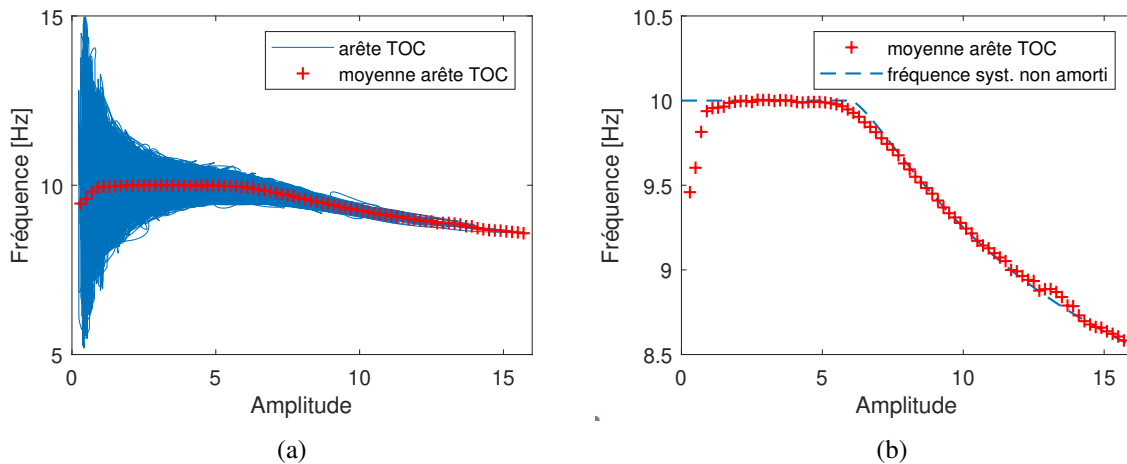 15
10
5
Fréquence [Hz]
arête TOC
moyenne arête TOC
0 5 10 15
Amplitude
(a)
10.5
10
9.5
9
8.5
Fréquence [Hz]
moyenne arête TOC
fréquence syst. non amorti
0 5 10 15
Amplitude
(b)